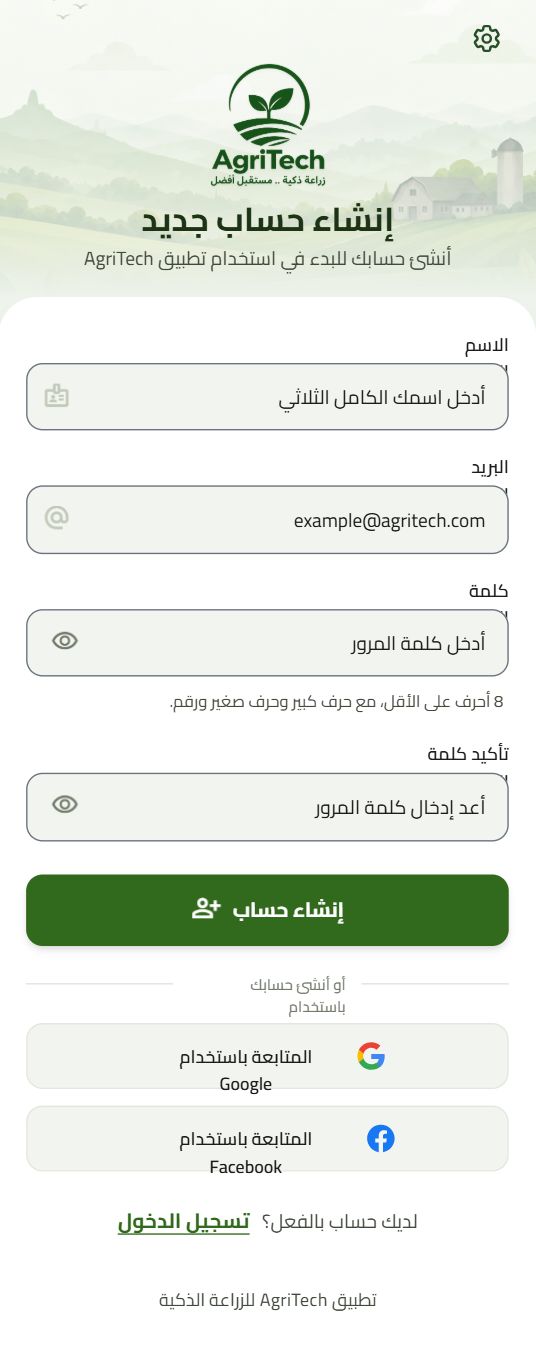 AgriTech
زراعة ذكية .. مستقبل أفضل
إنشاء حساب جديد
أنشئ حسابك للبدء في استخدام تطبيق AgriTech
الاسم
أدخل اسمك الكامل الثلاثي
البريد
example@agritech.com
كلمة
أدخل كلمة المرور
8 أحرف على الأقل، مع حرف كبير وحرف صغير ورقم.
تأكيد كلمة
أعد إدخال كلمة المرور
إنشاء حساب
أو أنشئ حسابك
باستخدام
المتابعة باستخدام
Google
المتابعة باستخدام
Facebook
لديك حساب بالفعل؟ تسجيل الدخول
تطبيق AgriTech للزراعة الذكية